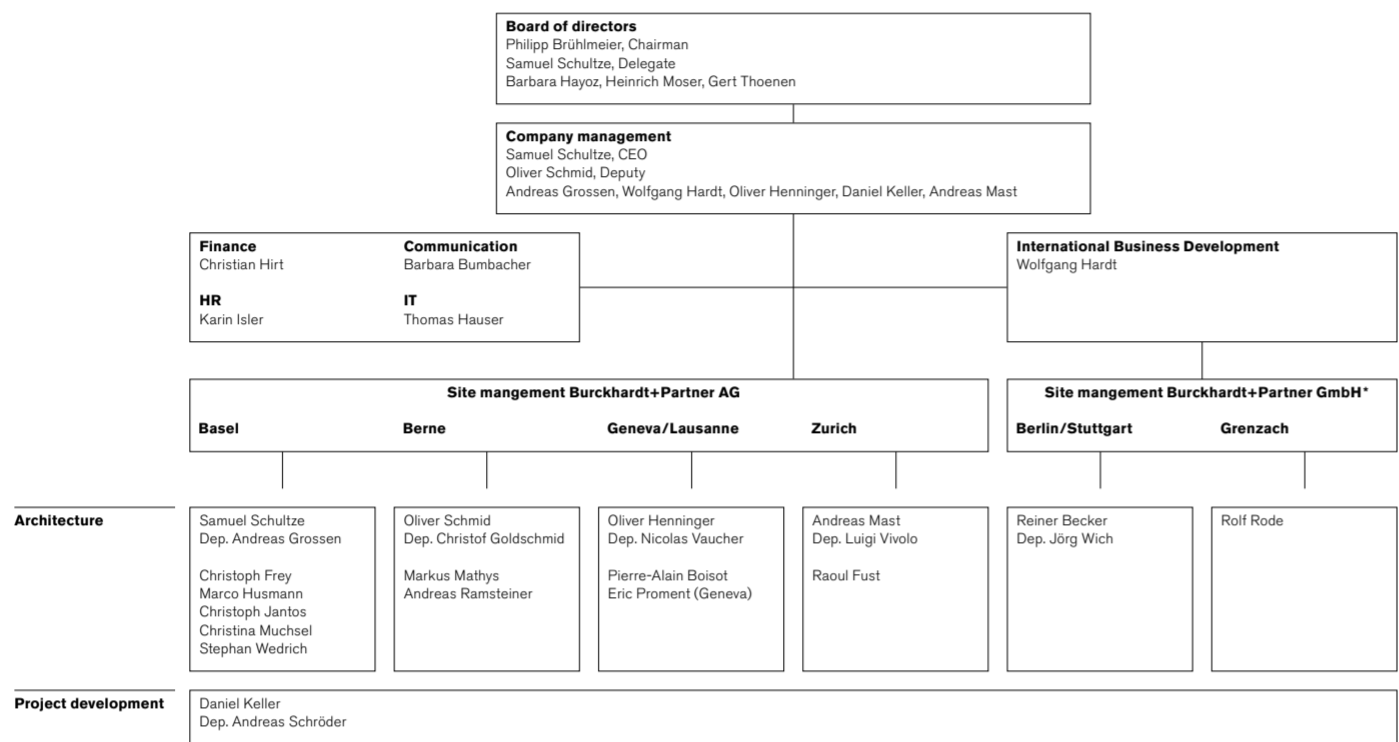 Board of directors
Philipp Brühlmeier, Chairman
Samuel Schultze, Delegate
Barbara Hayoz, Heinrich Moser, Gert Thoenen
Company management
Samuel Schultze, CEO
Oliver Schmid, Deputy
Andreas Grossen, Wolfgang Hardt, Oliver Henninger, Daniel Keller, Andreas Mast
Finance
Christian Hirt
Communication
Barbara Bumbacher
HR
Karin Isler
IT
Thomas Hauser
International Business Development
Wolfgang Hardt
Site mangement Burckhardt+Partner AG
Basel
Berne
Geneva/Lausanne
Zurich
Site mangement Burckhardt+Partner GmbH*
Berlin/Stuttgart
Grenzach
Architecture
Samuel Schultze
Dep. Andreas Grossen
Christoph Frey
Marco Husmann
Christoph Jantos
Christina Muchsel
Stephan Wedrich
Oliver Schmid
Dep. Christof Goldschmid
Markus Mathys
Andreas Ramsteiner
Oliver Henninger
Dep. Nicolas Vaucher
Pierre-Alain Boisot
Eric Proment (Geneva)
Andreas Mast
Dep. Luigi Vivolo
Raoul Fust
Reiner Becker
Dep. Jörg Wich
Rolf Rode
Project development
Daniel Keller
Dep. Andreas Schröder